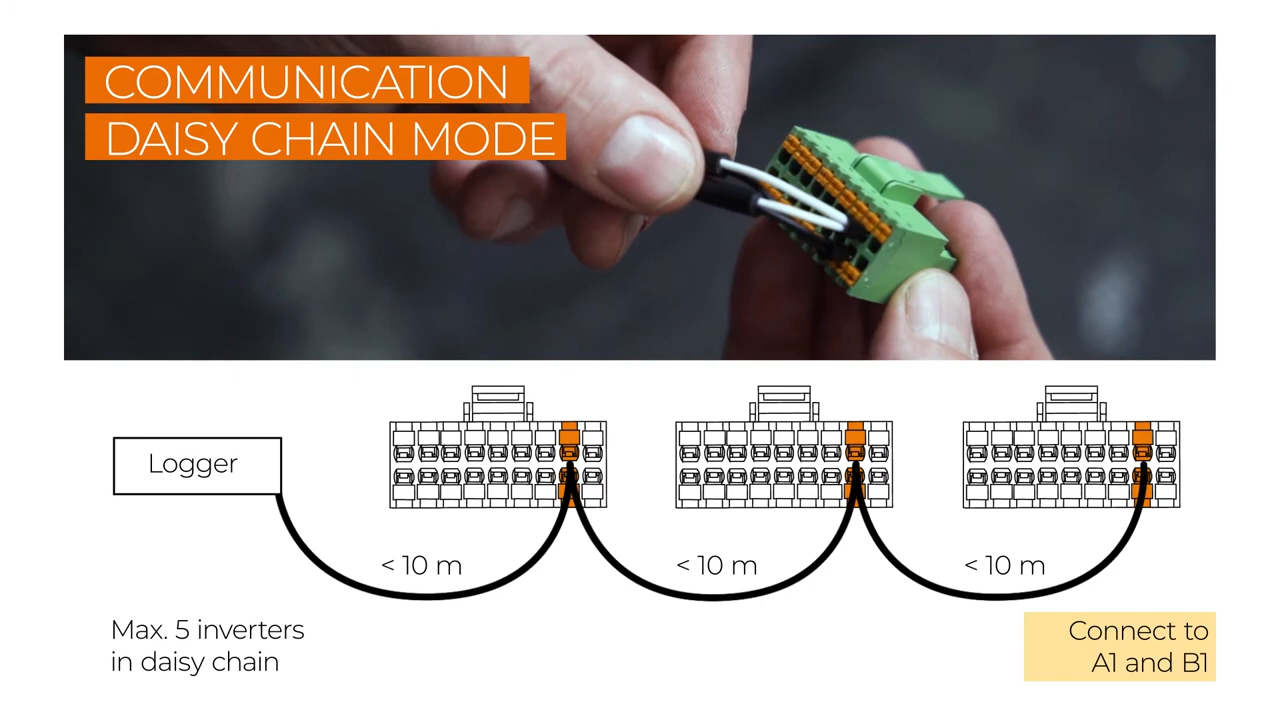 COMMUNICATION
DAISY CHAIN MODE
Logger
< 10 m
< 10 m
< 10 m
Max. 5 inverters
in daisy chain
Connect to
A1 and B1